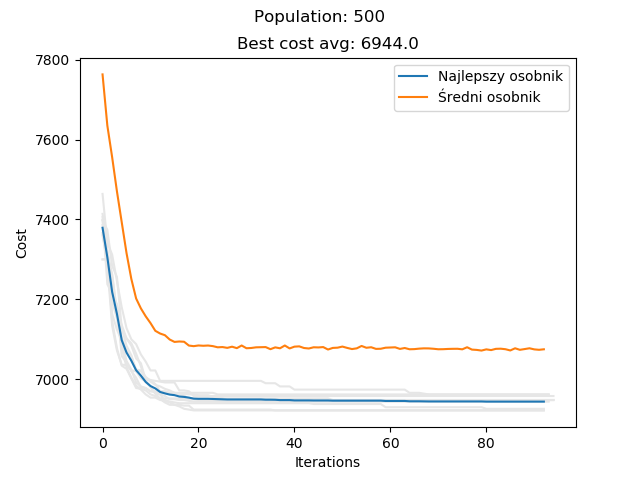 Population: 500
Best cost avg: 6944.0
7800
7600
7400
7200
7000
Cost
Najlepszy osobnik
Średni osobnik
0
20
40
60
80
Iterations